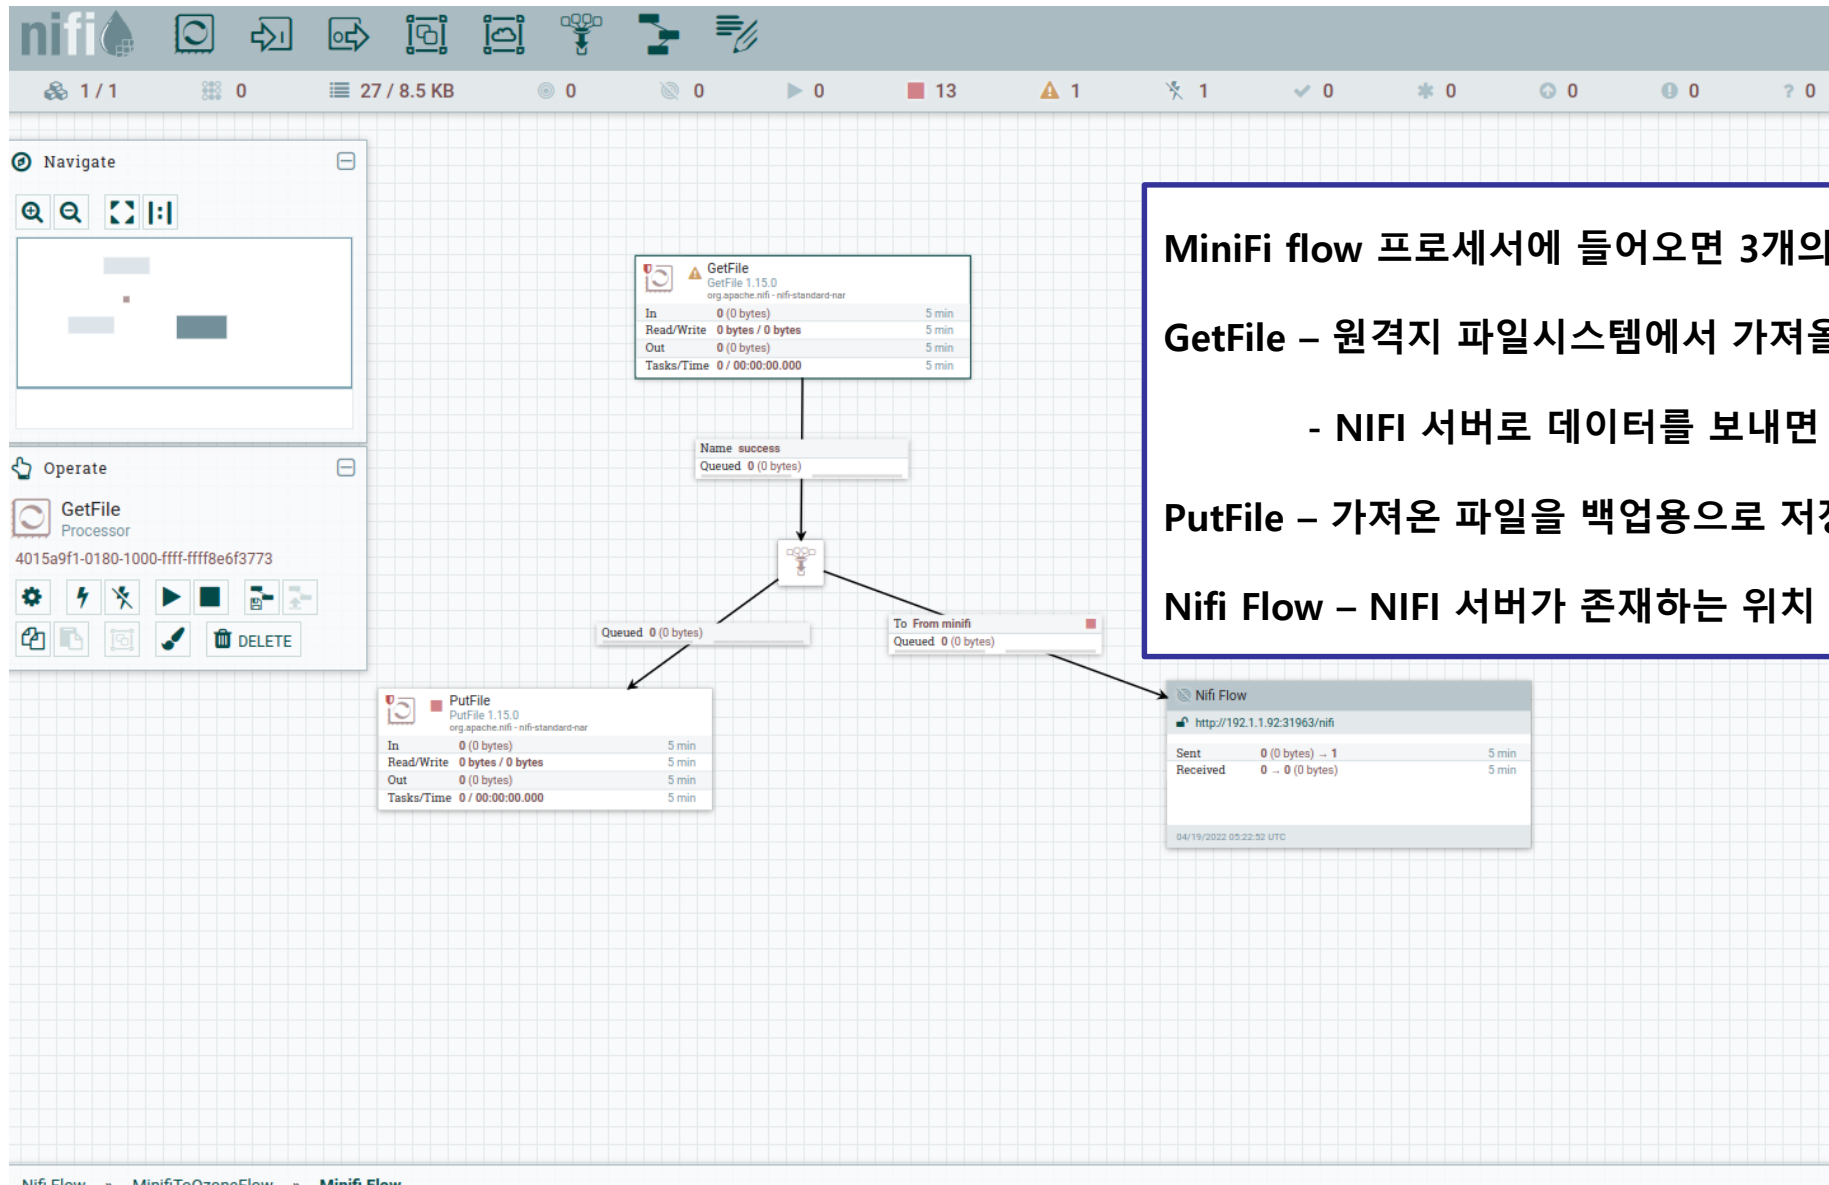 nifi
1 / 1
0
27 / 8.5 KB
0
0
0
13
1
1
0
0
0
0
? 0
Navigate
Operate
GetFile
Processor
4015a9f1-0180-1000-ffff-ffff8e6f3773
DELETE
GetFile
GetFile 1.15.0
org.apache.nifi - nifi-standard-nar
In 0 (0 bytes) 5 min
Read/Write 0 bytes / 0 bytes 5 min
Out 0 (0 bytes) 5 min
Tasks/Time 0 / 00:00:00.000 5 min
Name success
Queued 0 (0 bytes)
Queued 0 (0 bytes)
To From minifi
Queued 0 (0 bytes)
PutFile
PutFile 1.15.0
org.apache.nifi - nifi-standard-nar
In 0 (0 bytes) 5 min
Read/Write 0 bytes / 0 bytes 5 min
Out 0 (0 bytes) 5 min
Tasks/Time 0 / 00:00:00.000 5 min
Nifi Flow
http://192.1.1.92:31963/nifi
Sent 0 (0 bytes) → 1 5 min
Received 0 → 0 (0 bytes) 5 min
04/19/2022 05:22:52 UTC
MiniFi flow 프로세서에 들어오면 3개의
GetFile – 원격지 파일시스템에서 가져올
- NIFI 서버로 데이터를 보내면
PutFile – 가져온 파일을 백업용으로
Nifi Flow – NIFI 서버가 존재하는 위치
Nifi Flow » MinifiToOzoneFlow » Minifi Flow